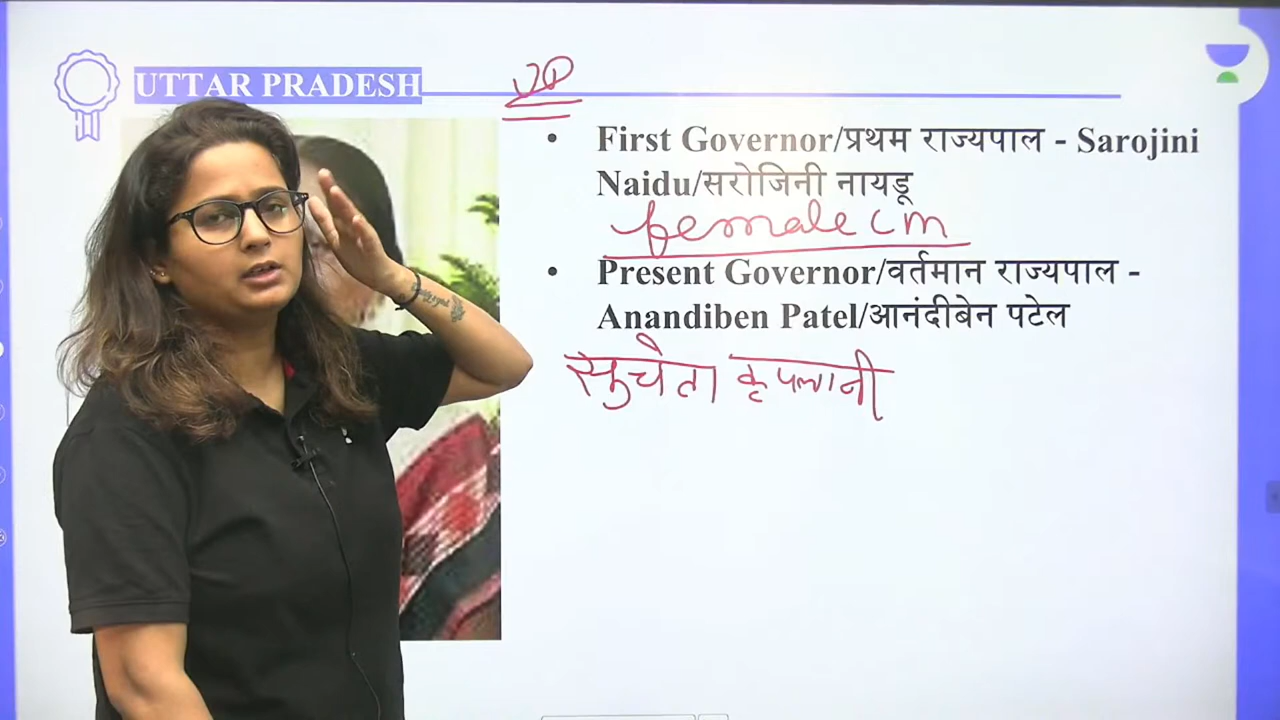 UTTAR PRADESH
UP
• First Governor/प्रथम राज्यपाल - Sarojini
Naidu/सरोजिनी नायडू
female CM
• Present Governor/वर्तमान राज्यपाल -
Anandiben Patel/आनंदीबेन पटेल
सुचेता कृपलानी